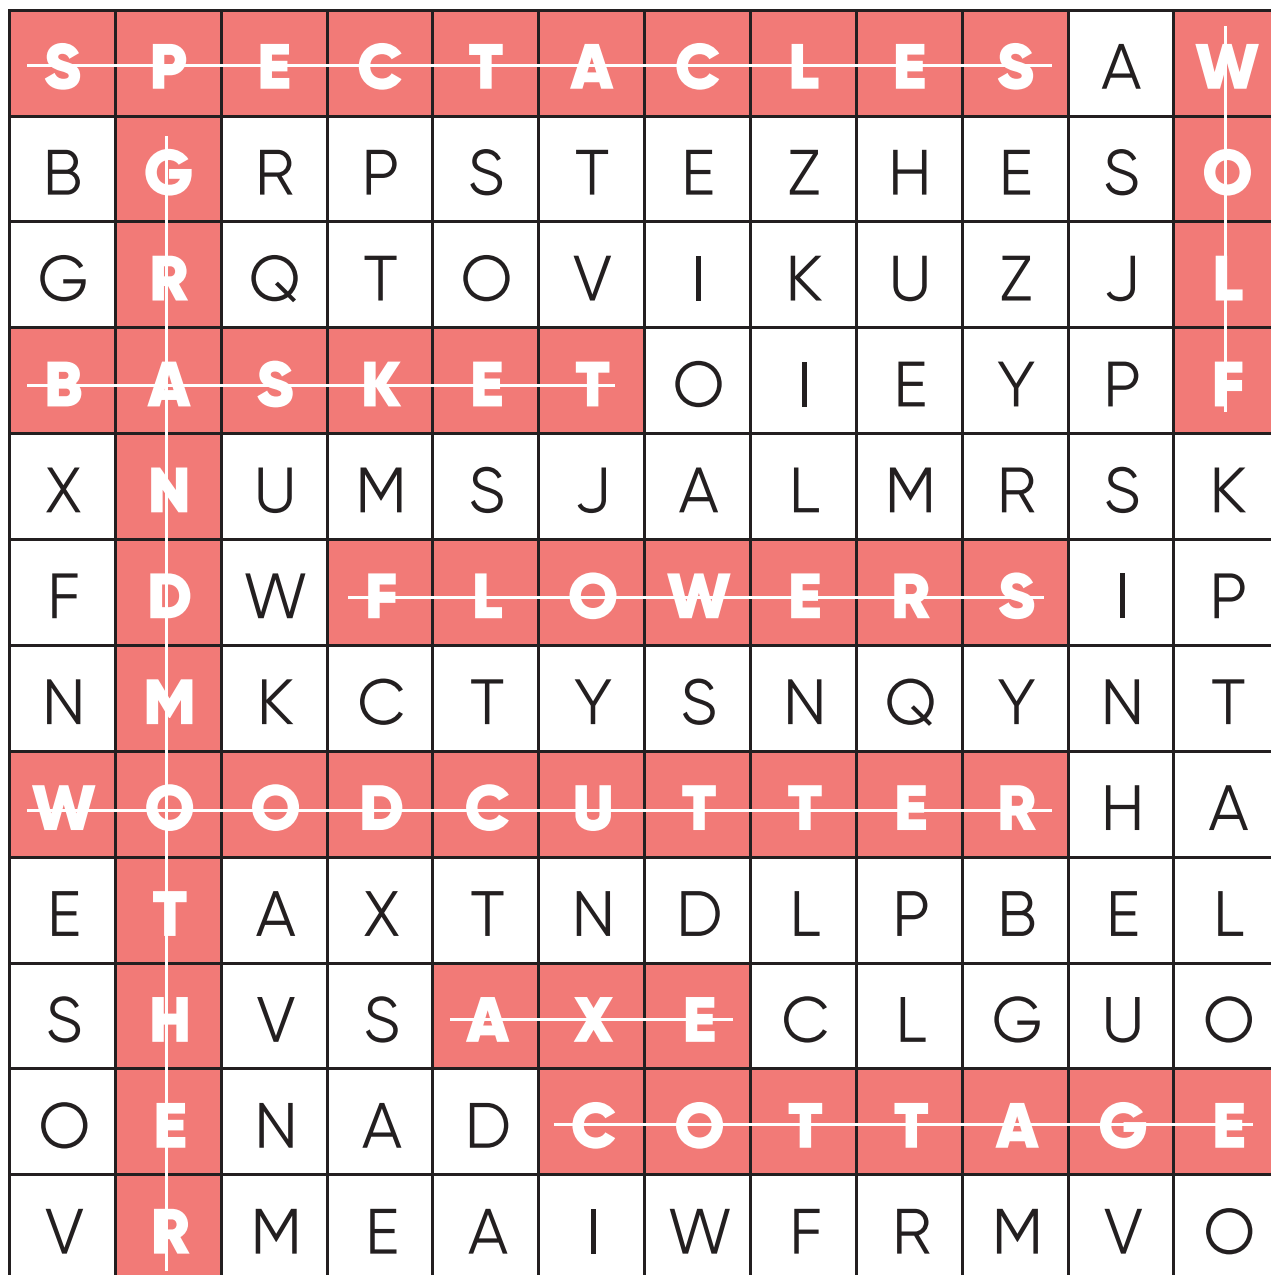 S P E C T A C L E S A W
B G R P S T E Z H E S O
G R Q T O V I K U Z J L
B A S K E T O I E Y P F
X N U M S J A L M R S K
F D W F L O W E R S I P
N M K C T Y S N Q Y N T
W O O D C U T T E R H A
E T A X T N D L P B E L
S H V S A X E C L G U O
O E N A D C O T T A G E
V R M E A I W F R M V O